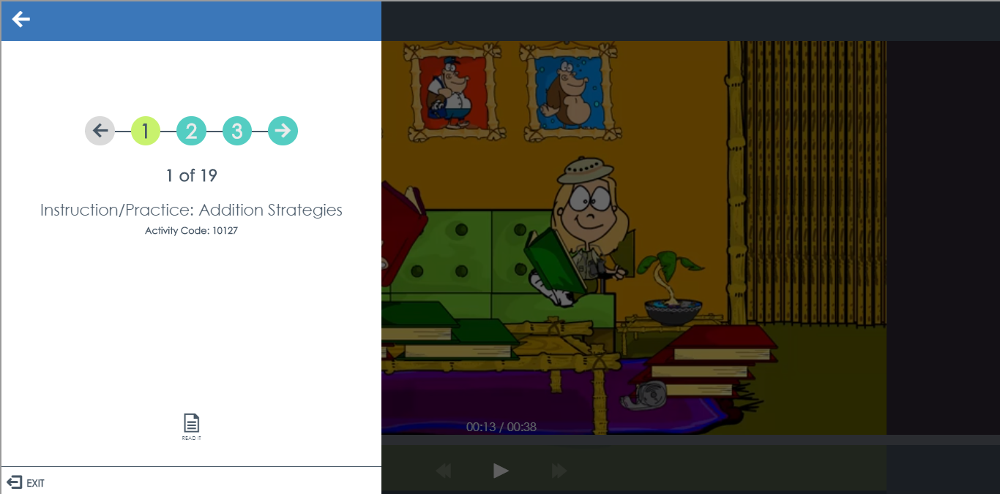 1
2
3
1 of 19
Instruction/Practice: Addition Strategies
Activity Code: 10127
READ IT
00:13 / 00:38
EXIT